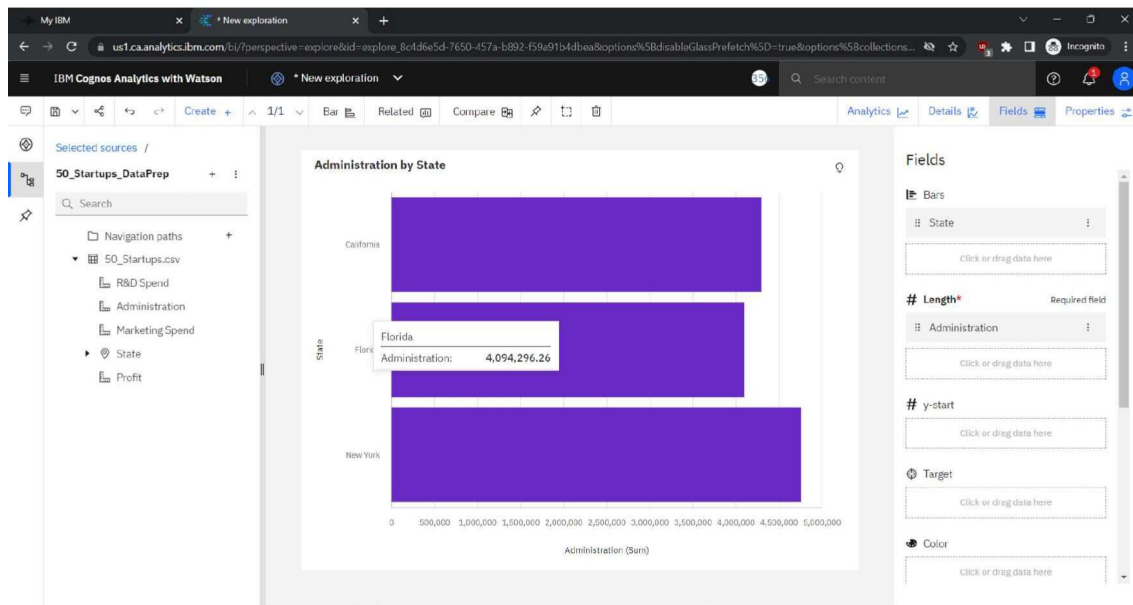 My IBM
* New exploration
us1.ca.analytics.ibm.com/bi/?perspective=explore&id=explore_8c4d6e5d-7650-457a-b892-f59a91b4dbea&options%5BdisableGlassPrefetch%5D=true&options%5Bcollections...
Incognito
IBM Cognos Analytics with Watson
* New exploration
Search content
Create +
1/1
Bar
Related
Compare
Analytics
Details
Fields
Properties
Selected sources /
50_Startups_DataPrep
Search
Navigation paths
50_Startups.csv
R&D Spend
Administration
Marketing Spend
State
Profit
Administration by State
California
Florida
Administration: 4,094,296.26
New York
State
0 500,000 1,000,000 1,500,000 2,000,000 2,500,000 3,000,000 3,500,000 4,000,000 4,500,000 5,000,000
Administration (Sum)
Fields
Bars
State
Click or drag data here
# Length* Required field
Administration
Click or drag data here
# y-start
Click or drag data here
Target
Click or drag data here
Color
Click or drag data here